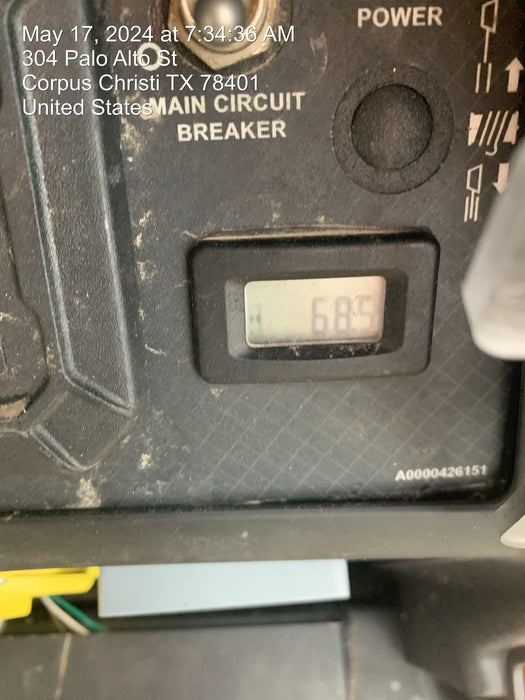 May 17, 2024 at 7:34:36 AM
304 Palo Alto St
Corpus Christi TX 78401
United States
POWER
MAIN CIRCUIT
BREAKER
68.5
A0000426151